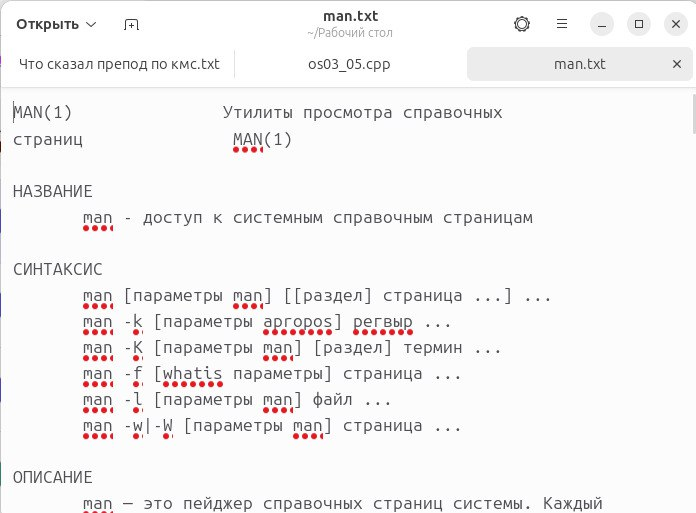 Открыть
man.txt
~/Рабочий стол
Что сказал препод по кмс.txt
os03_05.cpp
man.txt
MAN(1) Утилиты просмотра справочных
страниц MAN(1)
НАЗВАНИЕ
man - доступ к системным справочным страницам
СИНТАКСИС
man [параметры man] [[раздел] страница ...] ...
man -k [параметры apropos] регвыр ...
man -K [параметры man] [раздел] термин ...
man -f [whatis параметры] страница ...
man -l [параметры man] файл ...
man -w|-W [параметры man] страница ...
ОПИСАНИЕ
man — это пейджер справочных страниц системы. Каждый